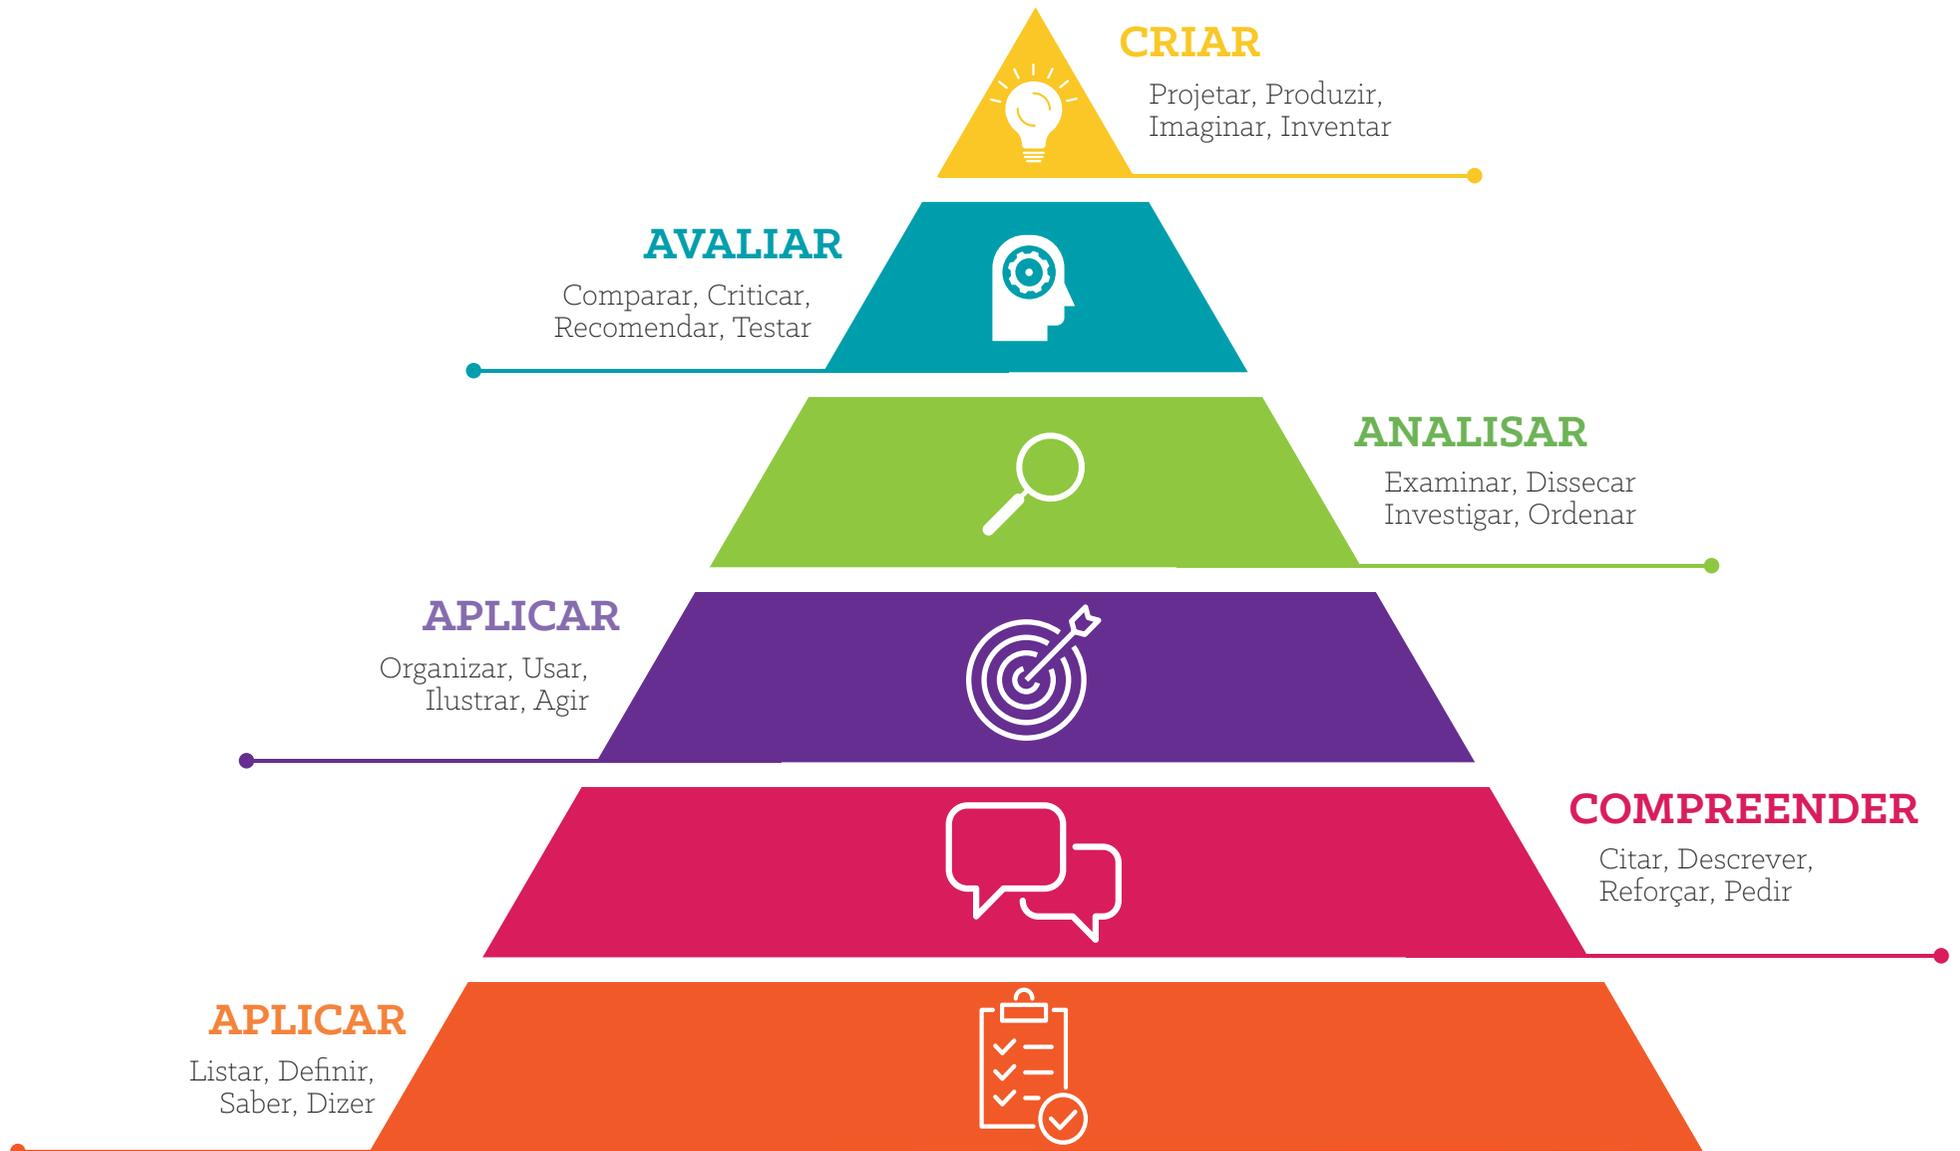 CRIAR
Projetar, Produzir,
Imaginar, Inventar
AVALIAR
Comparar, Criticar,
Recomendar, Testar
ANALISAR
Examinar, Dissecar
Investigar, Ordenar
APLICAR
Organizar, Usar,
Ilustrar, Agir
COMPREENDER
Citar, Descrever,
Reforçar, Pedir
APLICAR
Listar, Definir,
Saber, Dizer